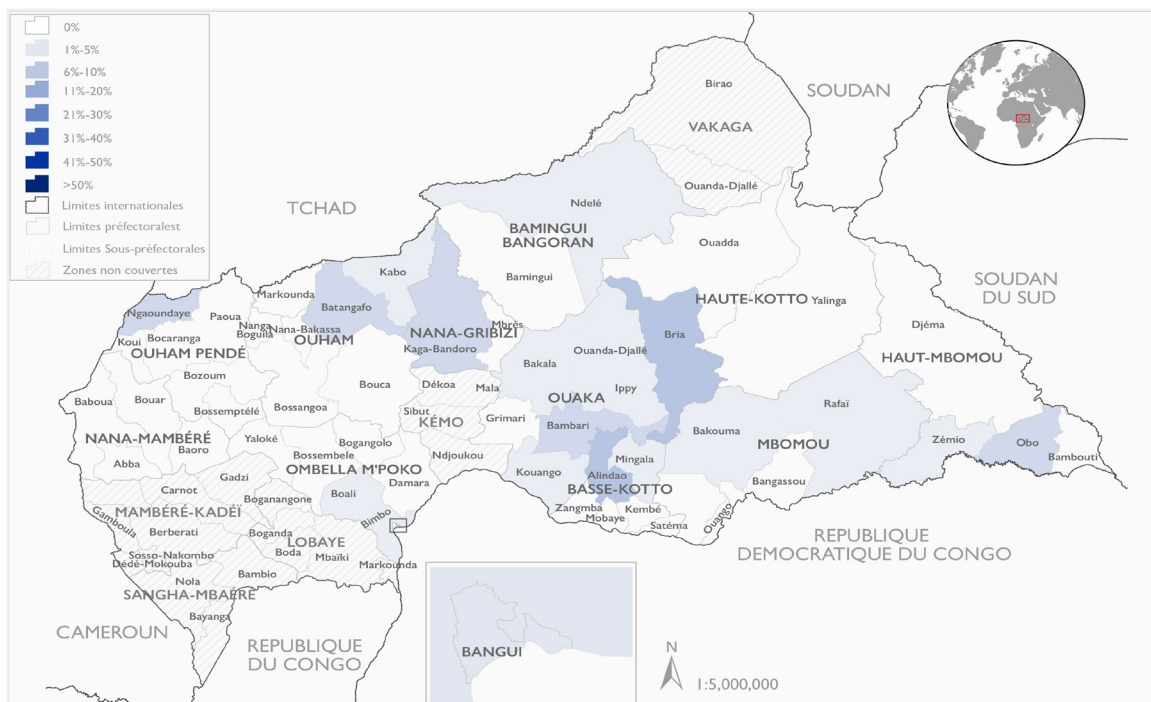 0%
1%-5%
6%-10%
11%-20%
21%-30%
31%-40%
41%-50%
>50%
Limites internationales
Limites préfectoralest
Limites Sous-préfectorales
Zones non couvertes
TCHAD
SOUDAN
SOUDAN
DU SUD
REPUBLIQUE
DEMOCRATIQUE DU CONGO
REPUBLIQUE
DU CONGO
CAMEROUN
Birao
VAKAGA
Ouanda-Djallé
Ndelé
BAMINGUI
BANGORAN
Bamingui
Ouadda
HAUTE-KOTTO
Yalinga
Bria
Djéma
HAUT-MBOMOU
Kabo
Markounda
Batangafo
Ngaoundaye
Paoua
Nanga
Boguila
Nana-Bakassa
OUHAM
NANA-GRIBIZI
Mbrès
Kaga-Bandoro
Koui
Bocaranga
OUHAM PENDÉ
Bozoum
Bouca
Dékoa
Mala
Bakala
Ouanda-Djallé
Ippy
OUAKA
Rafaï
Baboua
Bouar
Bossemptélé
Bossangoa
Sibut
KÉMO
Grimari
Bambari
Bakouma
MBOMOU
Zémio
Obo
Bambouti
NANA-MAMBÉRÉ
Baoro
Yaloké
Bogangolo
Bossembele
Ndjoukou
Abba
OMBELLA M'POKO
Damara
Kouango
Mingala
Alindao
BASSE-KOTTO
Bangassou
Gadzi
Carnot
Boganangone
Boali
Bimbo
Zangmba
Mobaye
Kembé
Satéma
Ouango
MAMBÉRÉ-KADÉÏ
Gamboula
Berberati
Boganda
LOBAYE
Boda
Mbaïki
Markounda
Sosso-Nakombo
Dédé-Mokouba
Bambio
Nola
SANGHA-MBAÉRÉ
Bayanga
BANGUI
N
1:5,000,000